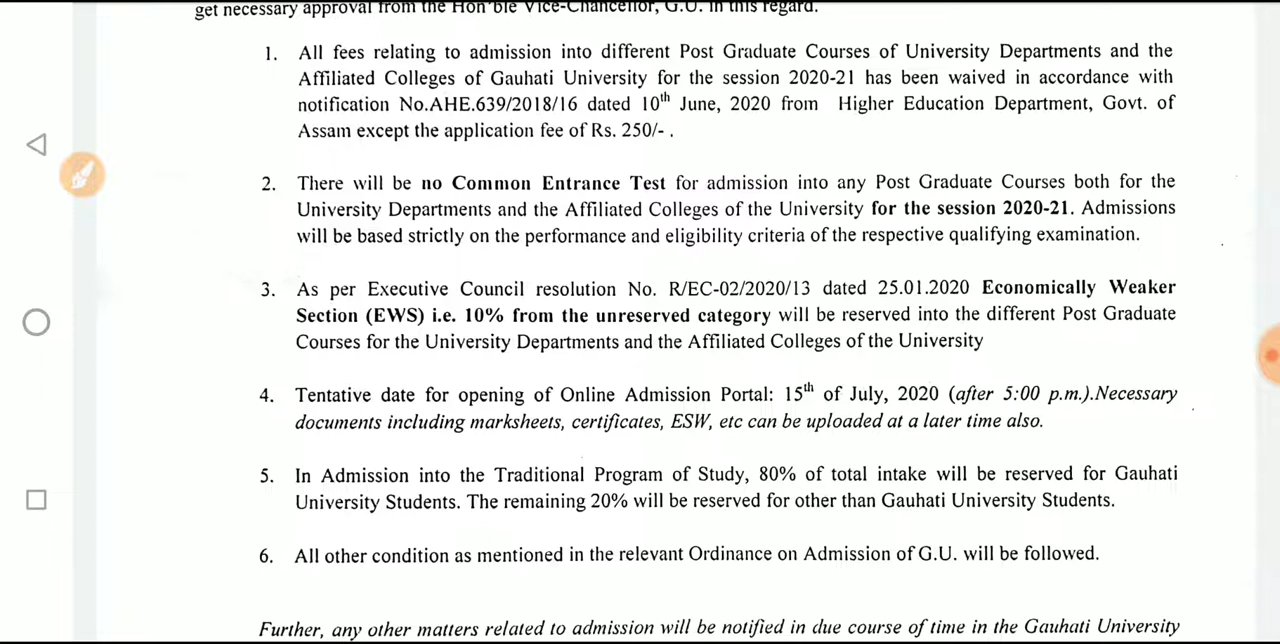 get necessary approval from the Hon'ble Vice-Chancellor, G.U. in this regard.
1. All fees relating to admission into different Post Graduate Courses of University Departments and the
Affiliated Colleges of Gauhati University for the session 2020-21 has been waived in accordance with
notification No.AHE.639/2018/16 dated 10th June, 2020 from Higher Education Department, Govt. of
Assam except the application fee of Rs. 250/- .
2. There will be no Common Entrance Test for admission into any Post Graduate Courses both for the
University Departments and the Affiliated Colleges of the University for the session 2020-21. Admissions
will be based strictly on the performance and eligibility criteria of the respective qualifying examination.
3. As per Executive Council resolution No. R/EC-02/2020/13 dated 25.01.2020 Economically Weaker
Section (EWS) i.e. 10% from the unreserved category will be reserved into the different Post Graduate
Courses for the University Departments and the Affiliated Colleges of the University
4. Tentative date for opening of Online Admission Portal: 15th of July, 2020 (after 5:00 p.m.).Necessary
documents including marksheets, certificates, ESW, etc can be uploaded at a later time also.
5. In Admission into the Traditional Program of Study, 80% of total intake will be reserved for Gauhati
University Students. The remaining 20% will be reserved for other than Gauhati University Students.
6. All other condition as mentioned in the relevant Ordinance on Admission of G.U. will be followed.
Further, any other matters related to admission will be notified in due course of time in the Gauhati University